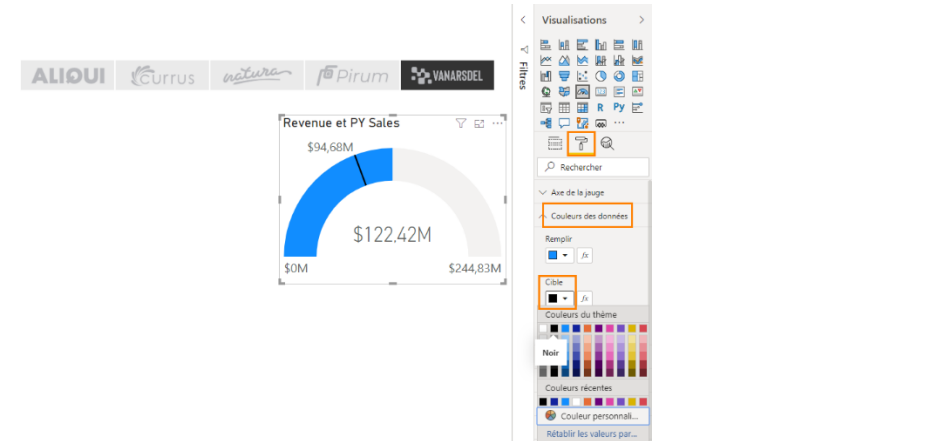 Visualisations
Filtres
ALIQUI
Currus
natura
Pirum
VANARSDEL
Revenue et PY Sales
$94,68M
$122,42M
$0M
$244,83M
R
Py
Rechercher
Axe de la jauge
Couleurs des données
Remplir
fx
Cible
fx
Couleurs du thème
Noir
Couleurs récentes
Couleur personnali...
Rétablir les valeurs par...